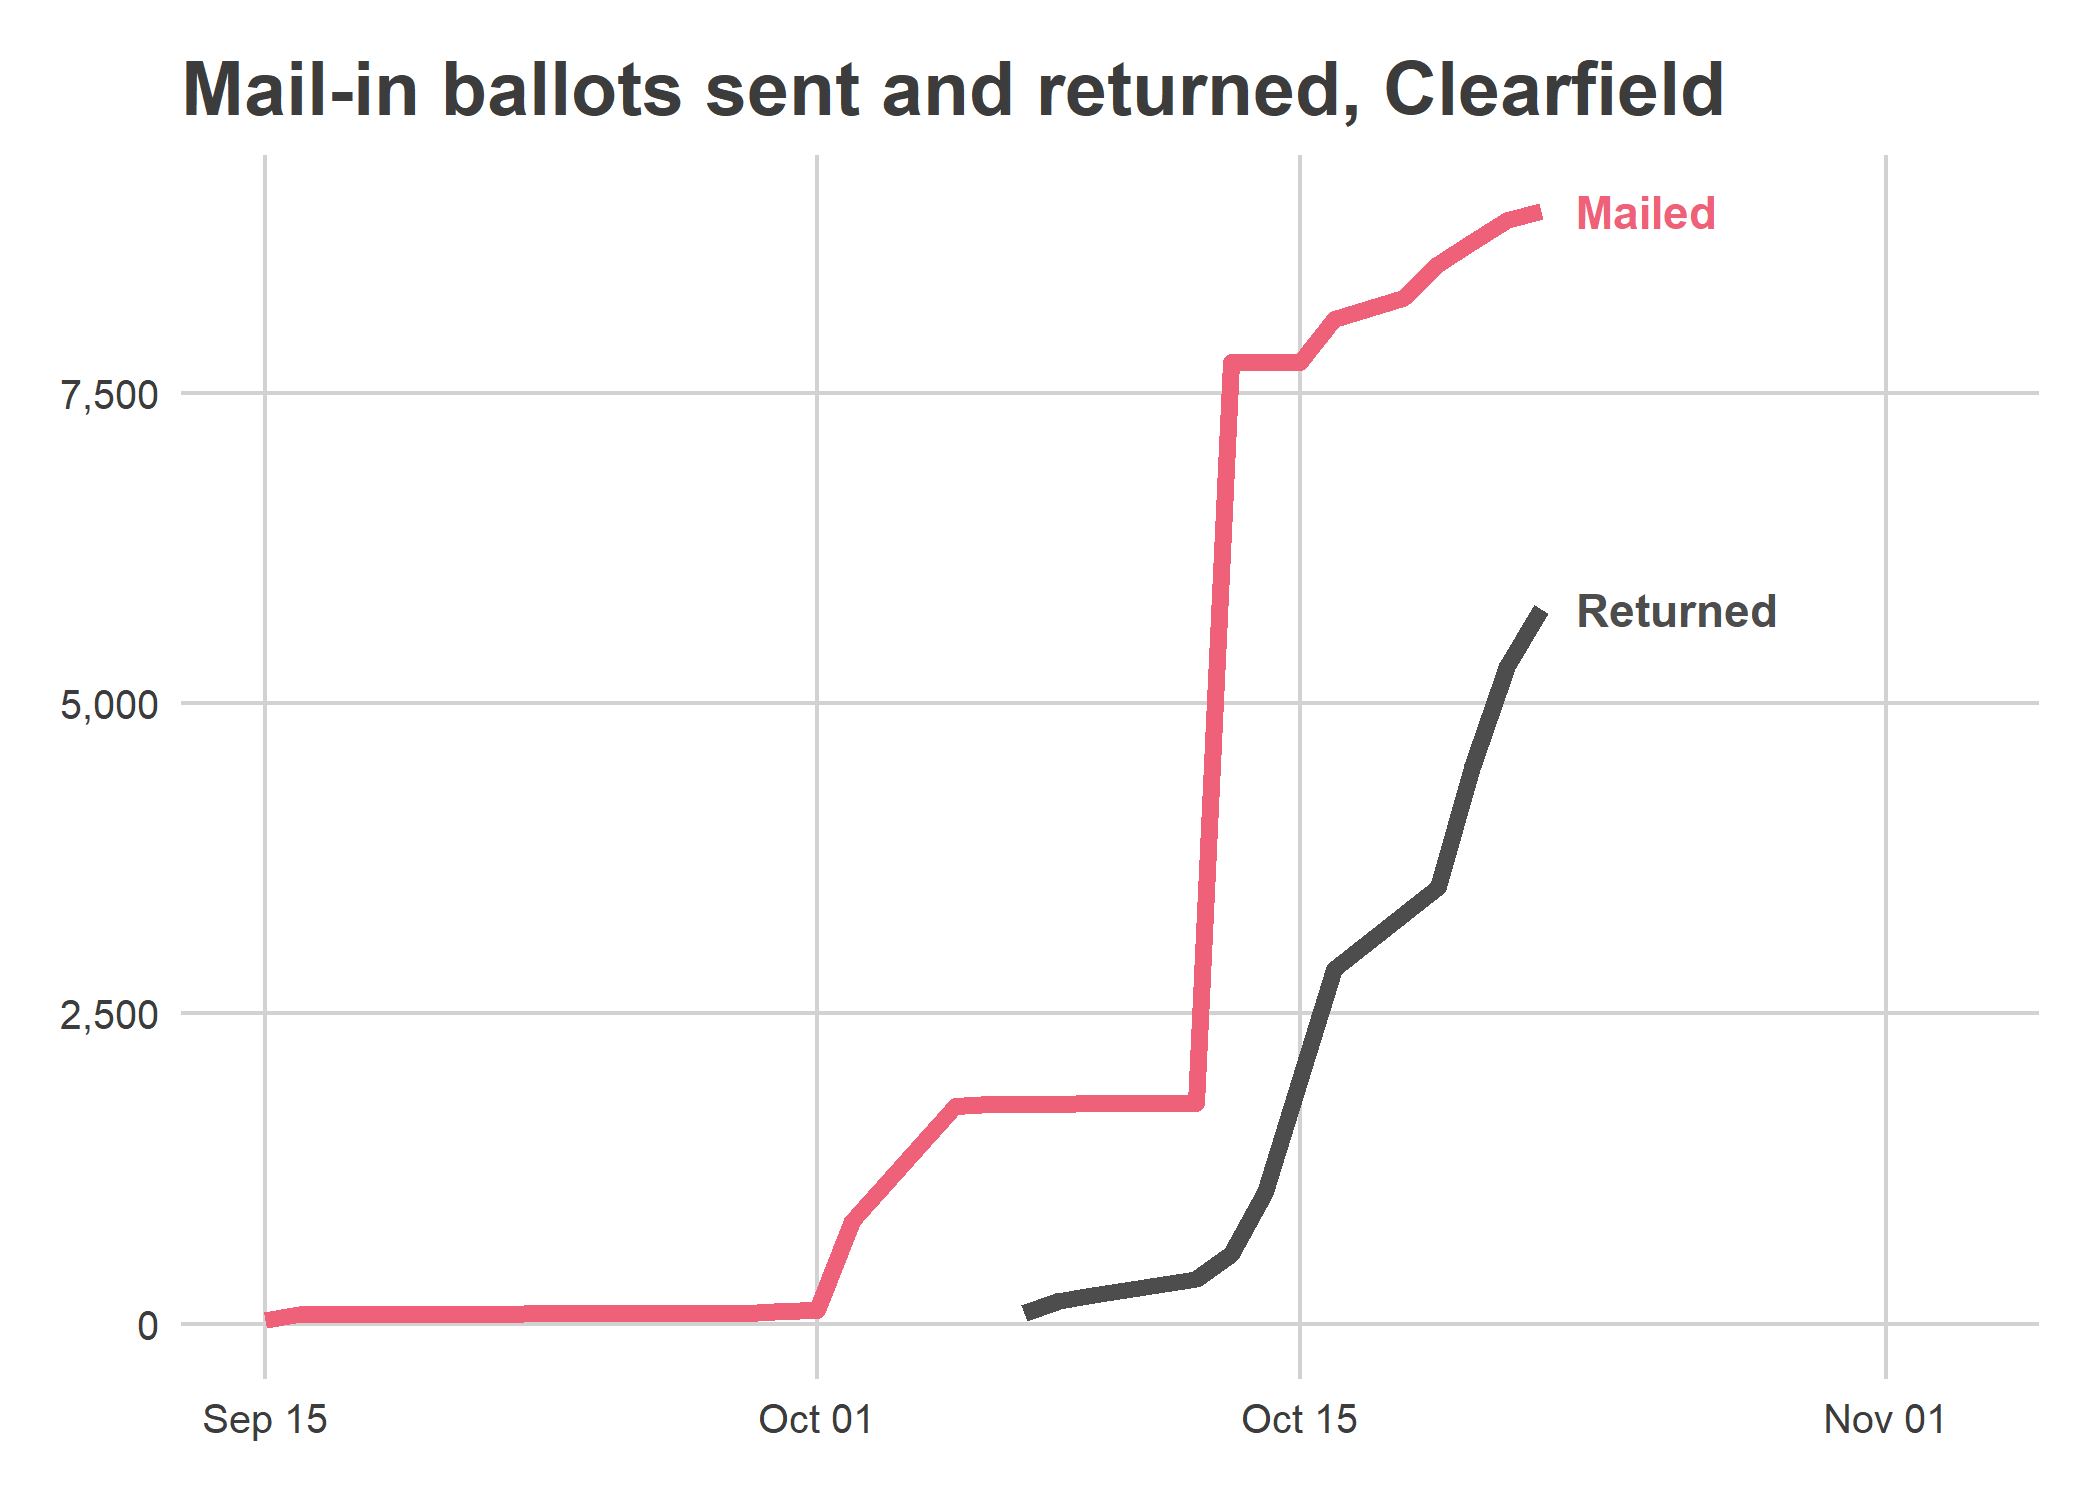 Mail-in ballots sent and returned, Clearfield
Mailed
7,500
Returned
5,000
2,500
0
Sep 15
Oct 01
Oct 15
Nov 01